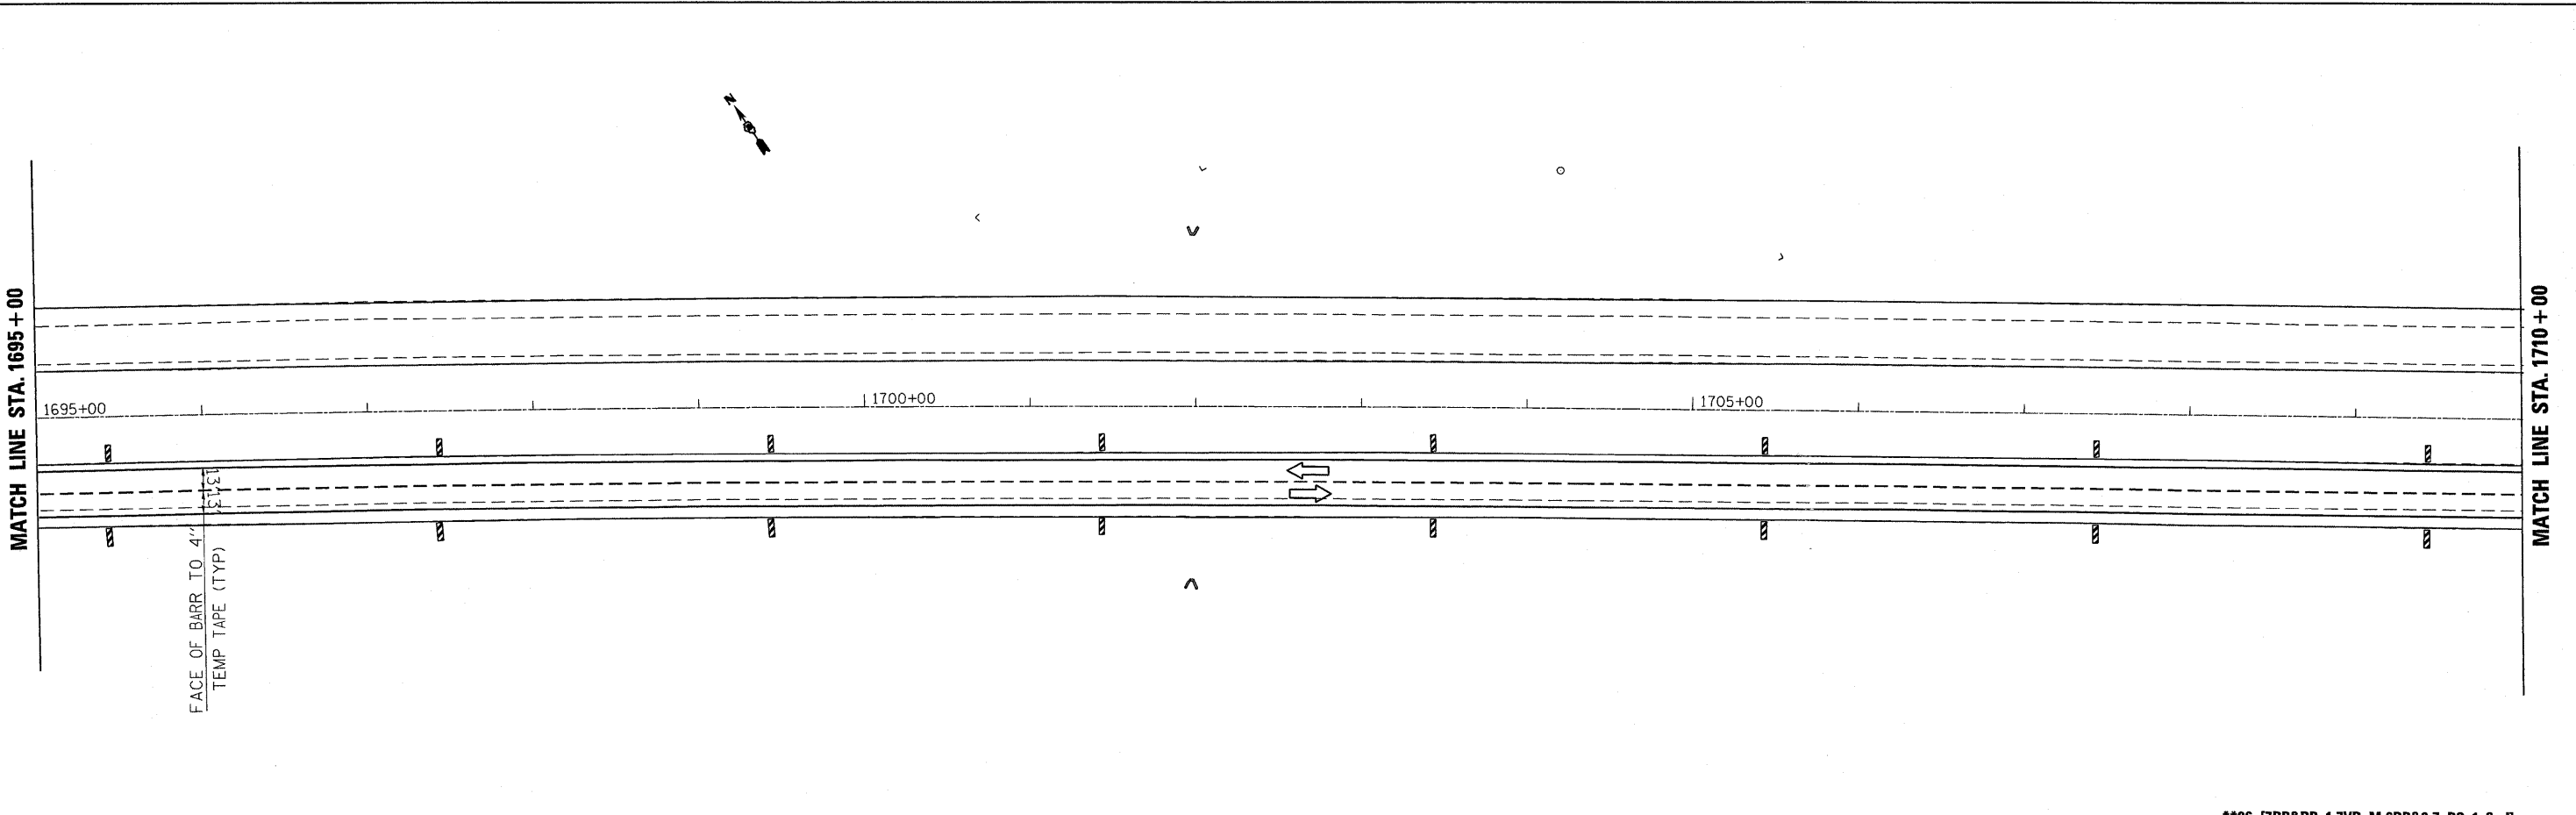 N
MATCH LINE STA. 1695+00
1695+00
1700+00
1705+00
MATCH LINE STA. 1710+00
13'
13'
FACE OF BARR TO 4"
TEMP TAPE (TYP)